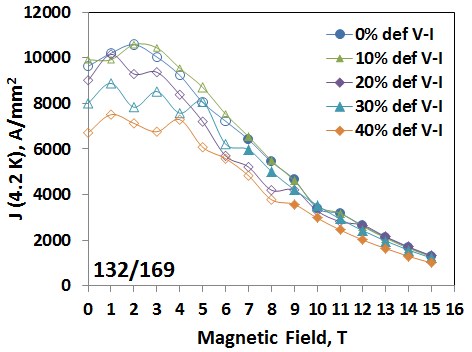 12000
10000
8000
6000
4000
2000
0
J (4.2 K), A/mm²
0% def V-I
10% def V-I
20% def V-I
30% def V-I
40% def V-I
132/169
0 1 2 3 4 5 6 7 8 9 10 11 12 13 14 15 16
Magnetic Field, T